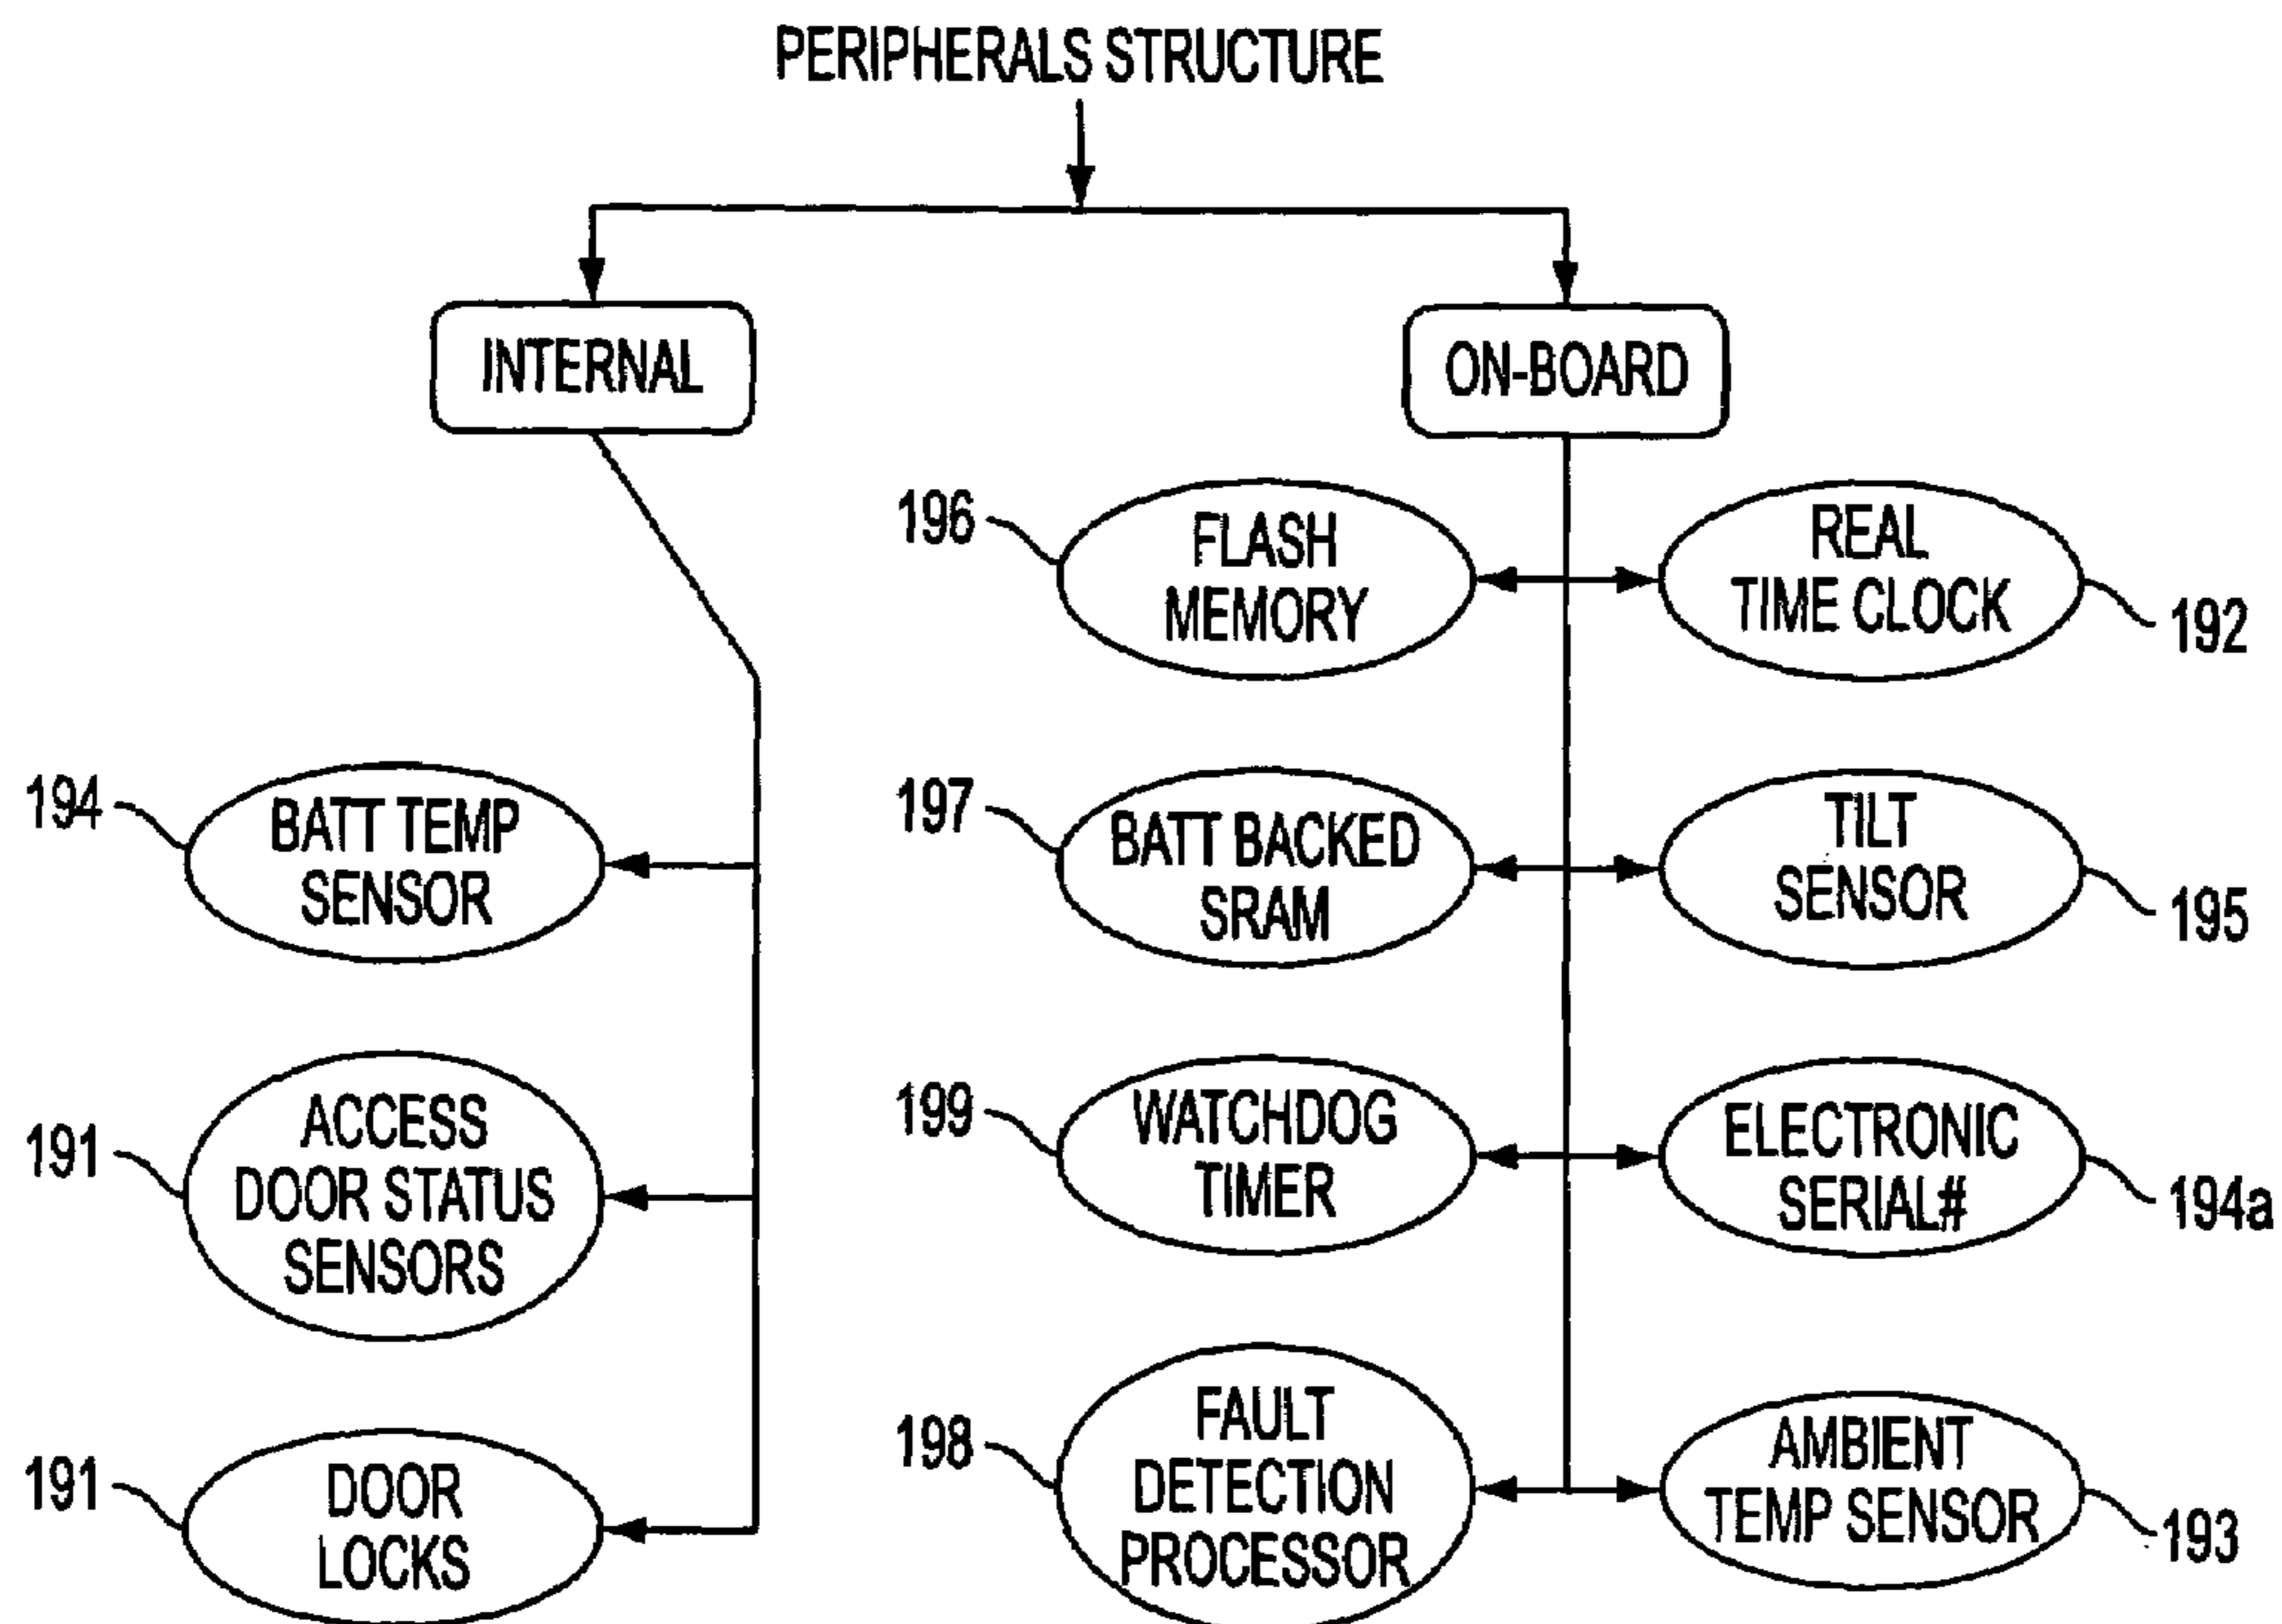 PERIPHERALS STRUCTURE
INTERNAL
ON-BOARD
194
BATT TEMP
SENSOR
191
ACCESS
DOOR STATUS
SENSORS
191
DOOR
LOCKS
196
FLASH
MEMORY
REAL
TIME CLOCK
192
197
BATT BACKED
SRAM
TILT
SENSOR
195
199
WATCHDOG
TIMER
ELECTRONIC
SERIAL#
194a
198
FAULT
DETECTION
PROCESSOR
AMBIENT
TEMP SENSOR
193